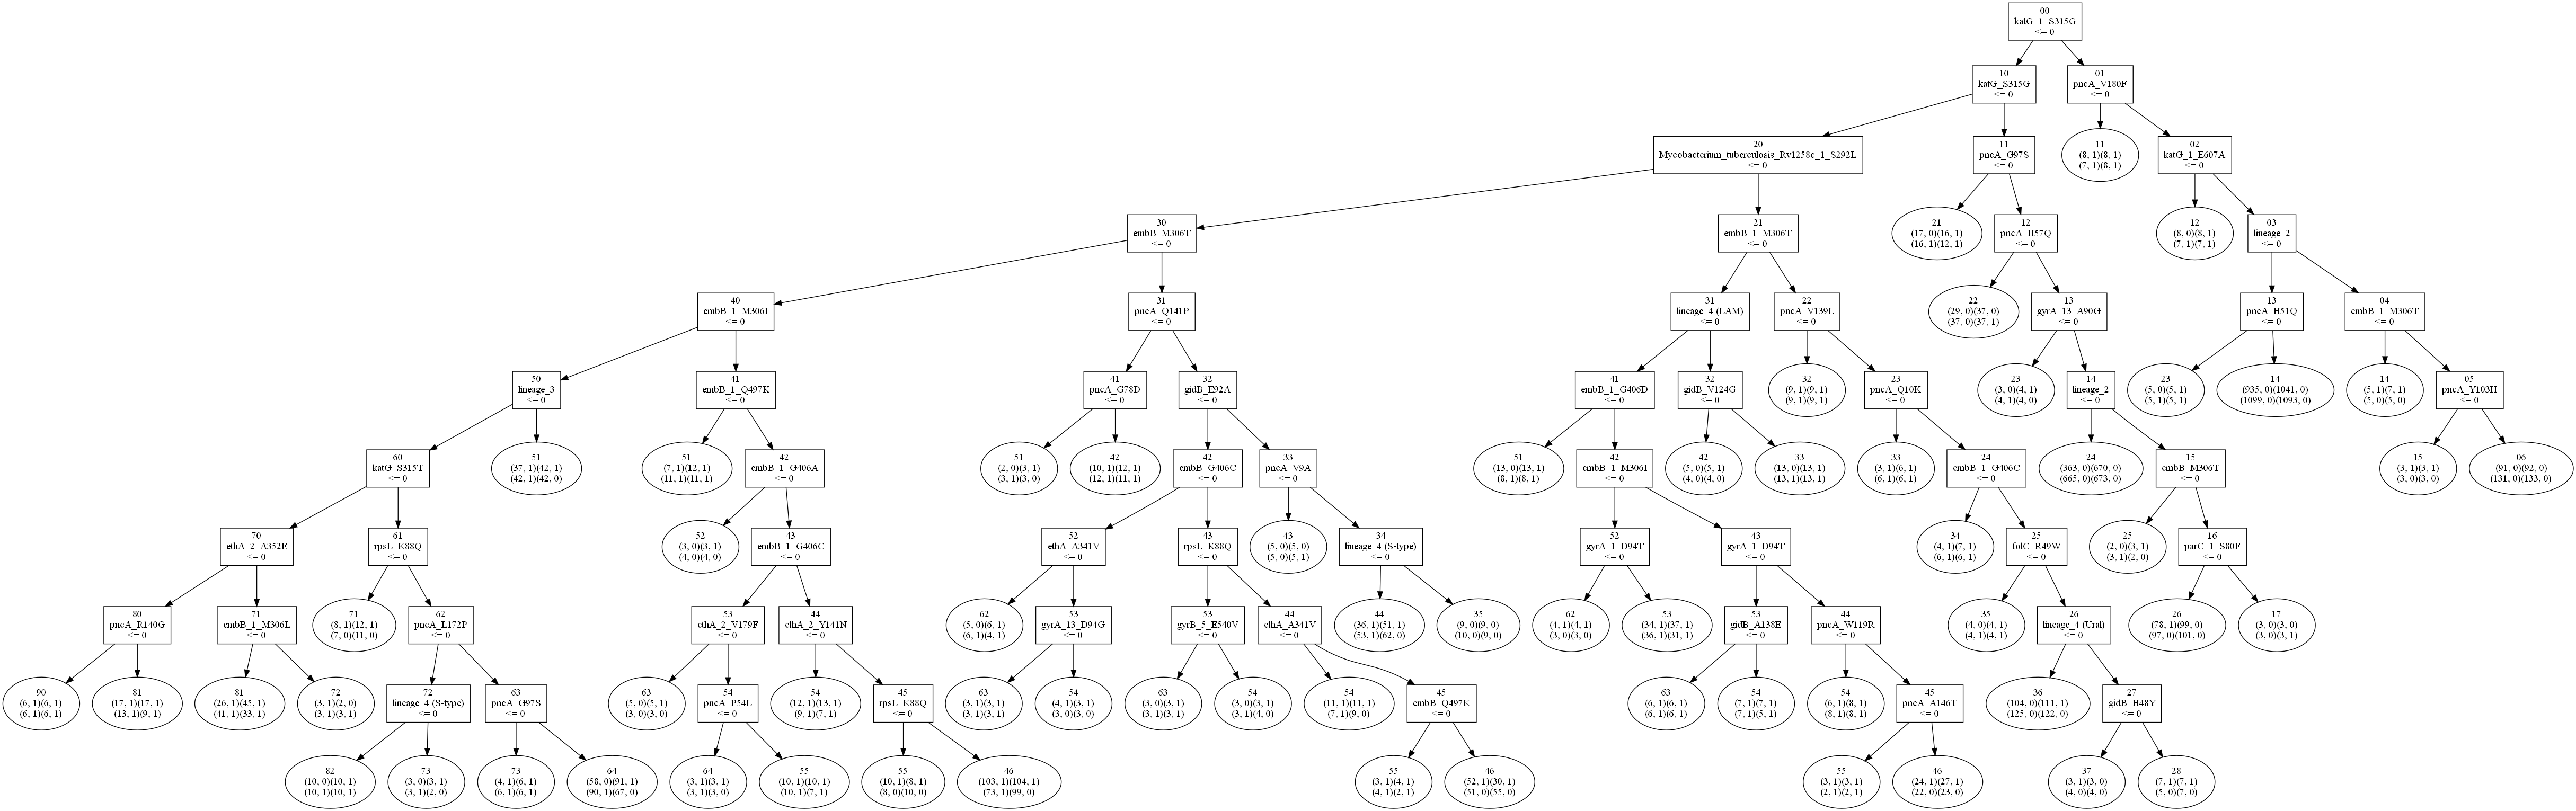 00
katG_1_S315G
<= 0
10
katG_S315G
<= 0
01
pncA_V180F
<= 0
20
Mycobacterium_tuberculosis_Rv1258c_1_S292L
<= 0
11
pncA_G97S
<= 0
11
(8, 1)(8, 1)
(7, 1)(8, 1)
02
katG_1_E607A
<= 0
30
embB_M306T
<= 0
21
embB_1_M306T
<= 0
21
(17, 0)(16, 1)
(16, 1)(12, 1)
12
pncA_H57Q
<= 0
12
(8, 0)(8, 1)
(7, 1)(7, 1)
03
lineage_2
<= 0
40
embB_1_M306I
<= 0
31
pncA_Q141P
<= 0
31
lineage_4 (LAM)
<= 0
22
pncA_V139L
<= 0
22
(29, 0)(37, 0)
(37, 0)(37, 1)
13
gyrA_13_A90G
<= 0
13
pncA_H51Q
<= 0
04
embB_1_M306T
<= 0
50
lineage_3
<= 0
41
embB_1_Q497K
<= 0
41
pncA_G78D
<= 0
32
gidB_E92A
<= 0
41
embB_1_G406D
<= 0
32
gidB_V124G
<= 0
32
(9, 1)(9, 1)
(9, 1)(9, 1)
23
pncA_Q10K
<= 0
23
(3, 0)(4, 1)
(4, 1)(4, 0)
14
lineage_2
<= 0
23
(5, 0)(5, 1)
(5, 1)(5, 1)
14
(935, 0)(1041, 0)
(1099, 0)(1093, 0)
14
(5, 1)(7, 1)
(5, 0)(5, 0)
05
pncA_Y103H
<= 0
60
katG_S315T
<= 0
51
(37, 1)(42, 1)
(42, 1)(42, 0)
51
(7, 1)(12, 1)
(11, 1)(11, 1)
42
embB_1_G406A
<= 0
51
(2, 0)(3, 1)
(3, 1)(3, 0)
42
(10, 1)(12, 1)
(12, 1)(11, 1)
42
embB_G406C
<= 0
33
pncA_V9A
<= 0
51
(13, 0)(13, 1)
(8, 1)(8, 1)
42
embB_1_M306I
<= 0
42
(5, 0)(5, 1)
(4, 0)(4, 0)
33
(13, 0)(13, 1)
(13, 1)(13, 1)
33
(3, 1)(6, 1)
(6, 1)(6, 1)
24
embB_1_G406C
<= 0
24
(363, 0)(670, 0)
(665, 0)(673, 0)
15
embB_M306T
<= 0
15
(3, 1)(3, 1)
(3, 0)(3, 0)
06
(91, 0)(92, 0)
(131, 0)(133, 0)
70
ethA_2_A352E
<= 0
61
rpsL_K88Q
<= 0
52
(3, 0)(3, 1)
(4, 0)(4, 0)
43
embB_1_G406C
<= 0
52
ethA_A341V
<= 0
43
rpsL_K88Q
<= 0
43
(5, 0)(5, 0)
(5, 0)(5, 1)
34
lineage_4 (S-type)
<= 0
52
gyrA_1_D94T
<= 0
43
gyrA_1_D94T
<= 0
34
(4, 1)(7, 1)
(6, 1)(6, 1)
25
folC_R49W
<= 0
25
(2, 0)(3, 1)
(3, 1)(2, 0)
16
parC_1_S80F
<= 0
80
pncA_R140G
<= 0
71
embB_1_M306L
<= 0
71
(8, 1)(12, 1)
(7, 0)(11, 0)
62
pncA_L172P
<= 0
53
ethA_2_V179F
<= 0
44
ethA_2_Y141N
<= 0
62
(5, 0)(6, 1)
(6, 1)(4, 1)
53
gyrA_13_D94G
<= 0
53
gyrB_5_E540V
<= 0
44
ethA_A341V
<= 0
44
(36, 1)(51, 1)
(53, 1)(62, 0)
35
(9, 0)(9, 0)
(10, 0)(9, 0)
62
(4, 1)(4, 1)
(3, 0)(3, 0)
53
(34, 1)(37, 1)
(36, 1)(31, 1)
53
gidB_A138E
<= 0
44
pncA_W119R
<= 0
35
(4, 0)(4, 1)
(4, 1)(4, 1)
26
lineage_4 (Ural)
<= 0
26
(78, 1)(99, 0)
(97, 0)(101, 0)
17
(3, 0)(3, 0)
(3, 0)(3, 1)
90
(6, 1)(6, 1)
(6, 1)(6, 1)
81
(17, 1)(17, 1)
(13, 1)(9, 1)
81
(26, 1)(45, 1)
(41, 1)(33, 1)
72
(3, 1)(2, 0)
(3, 1)(3, 1)
72
lineage_4 (S-type)
<= 0
63
pncA_G97S
<= 0
63
(5, 0)(5, 1)
(3, 0)(3, 0)
54
pncA_P54L
<= 0
54
(12, 1)(13, 1)
(9, 1)(7, 1)
45
rpsL_K88Q
<= 0
63
(3, 1)(3, 1)
(3, 1)(3, 1)
54
(4, 1)(3, 1)
(3, 0)(3, 0)
63
(3, 0)(3, 1)
(3, 1)(3, 1)
54
(3, 0)(3, 1)
(3, 1)(4, 0)
54
(11, 1)(11, 1)
(7, 1)(9, 0)
45
embB_Q497K
<= 0
63
(6, 1)(6, 1)
(6, 1)(6, 1)
54
(7, 1)(7, 1)
(7, 1)(5, 1)
54
(6, 1)(8, 1)
(8, 1)(8, 1)
45
pncA_A146T
<= 0
36
(104, 0)(111, 1)
(125, 0)(122, 0)
27
gidB_H48Y
<= 0
82
(10, 0)(10, 1)
(10, 1)(10, 1)
73
(3, 0)(3, 1)
(3, 1)(2, 0)
73
(4, 1)(6, 1)
(6, 1)(6, 1)
64
(58, 0)(91, 1)
(90, 1)(67, 0)
64
(3, 1)(3, 1)
(3, 1)(3, 0)
55
(10, 1)(10, 1)
(10, 1)(7, 1)
55
(10, 1)(8, 1)
(8, 0)(10, 0)
46
(103, 1)(104, 1)
(73, 1)(99, 0)
55
(3, 1)(4, 1)
(4, 1)(2, 1)
46
(52, 1)(30, 1)
(51, 0)(55, 0)
55
(3, 1)(3, 1)
(2, 1)(2, 1)
46
(24, 1)(27, 1)
(22, 0)(23, 0)
37
(3, 1)(3, 0)
(4, 0)(4, 0)
28
(7, 1)(7, 1)
(5, 0)(7, 0)